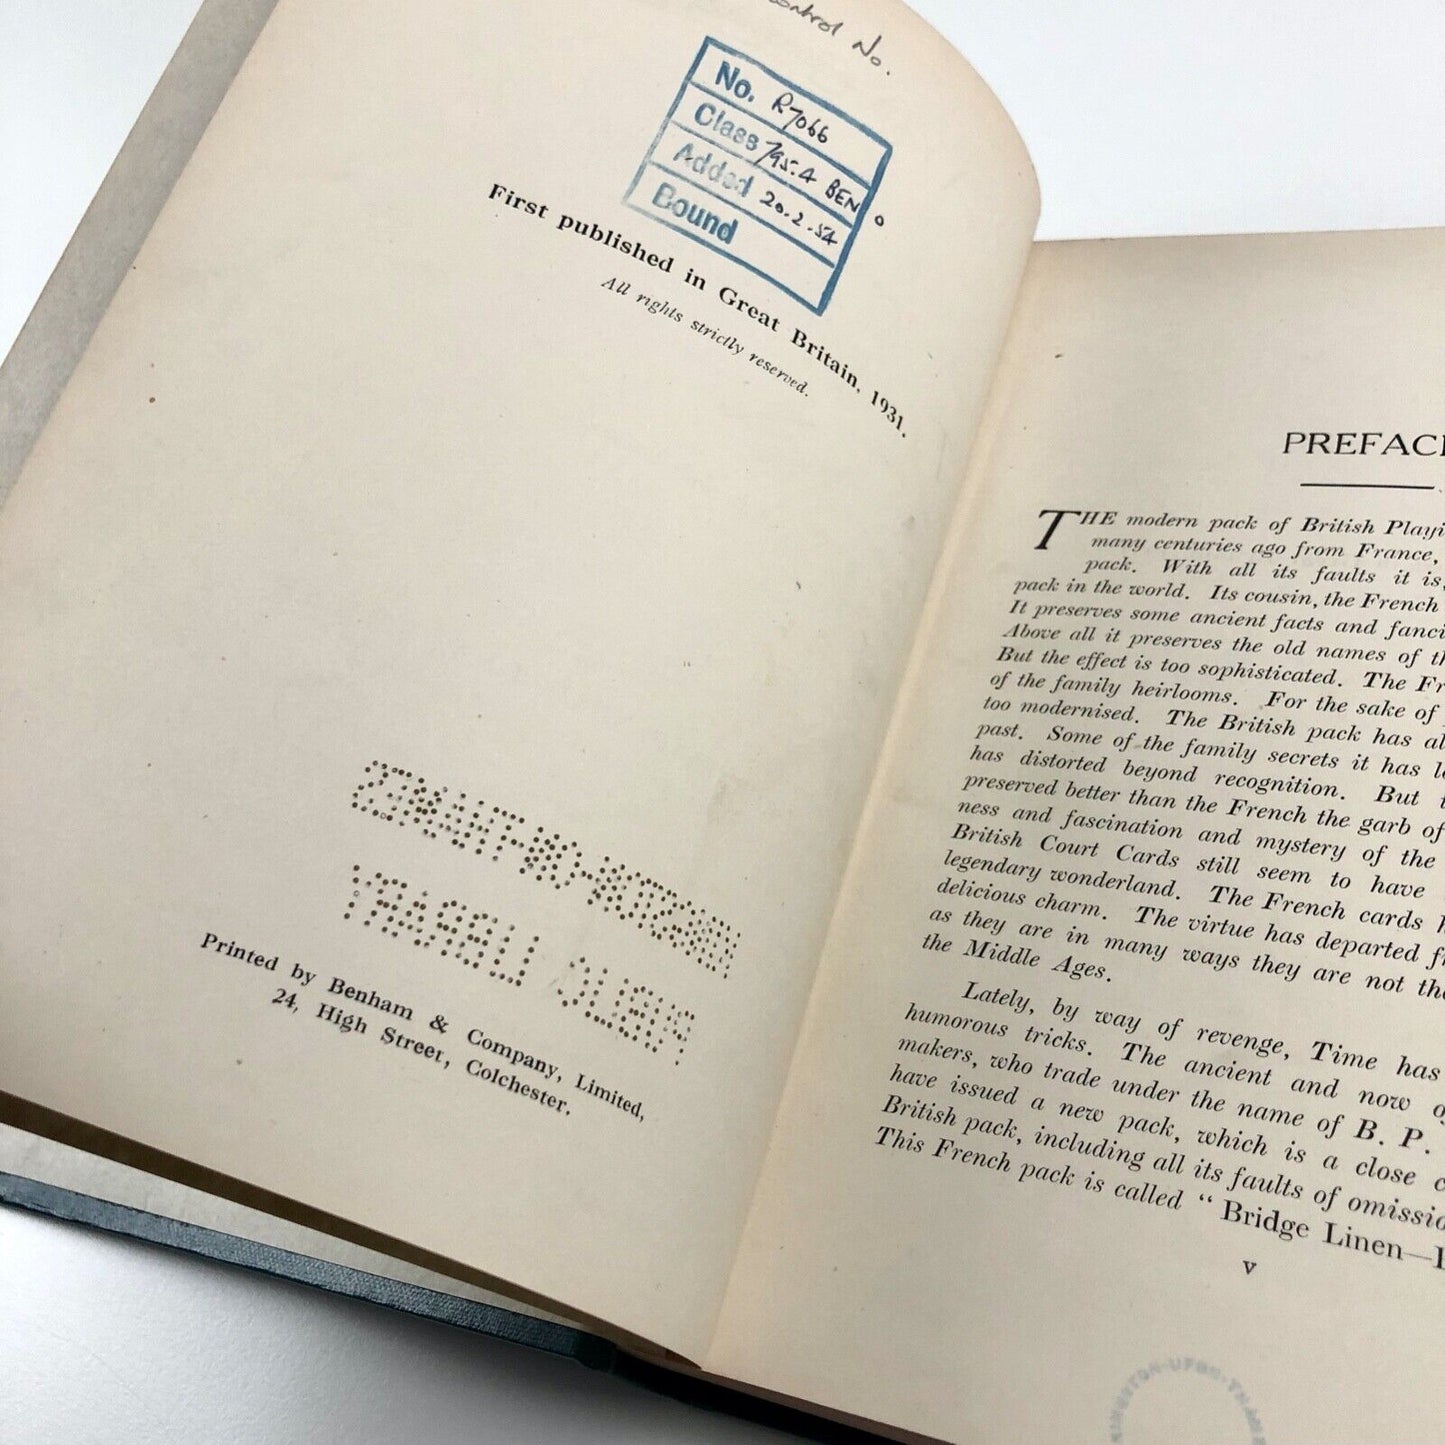 Control No.
No. R7066
Class 795.4 BEN
Added 20.2.54
Bound
First published in Great Britain, 1931.
All rights strictly reserved.
Printed by Benham & Company, Limited,
24, High Street, Colchester.
PREFAC
THE modern pack of British Playi
many centuries ago from France,
pack. With all its faults it is,
pack in the world. Its cousin, the French
It preserves some ancient facts and fanci
Above all it preserves the old names of th
But the effect is too sophisticated. The Fr
of the family heirlooms. For the sake of
too modernised. The British pack has al
past. Some of the family secrets it has l
has distorted beyond recognition. But
preserved better than the French the garb of
ness and fascination and mystery of the
British Court Cards still seem to have
legendary wonderland. The French cards h
delicious charm. The virtue has departed f
as they are in many ways they are not the
the Middle Ages.
Lately, by way of revenge, Time has
humorous tricks. The ancient and now
makers, who trade under the name of B. P.
have issued a new pack, which is a close c
British pack, including all its faults of omissio
This French pack is called “ Bridge Linen—
v
KINGSTON-UPON-THAM